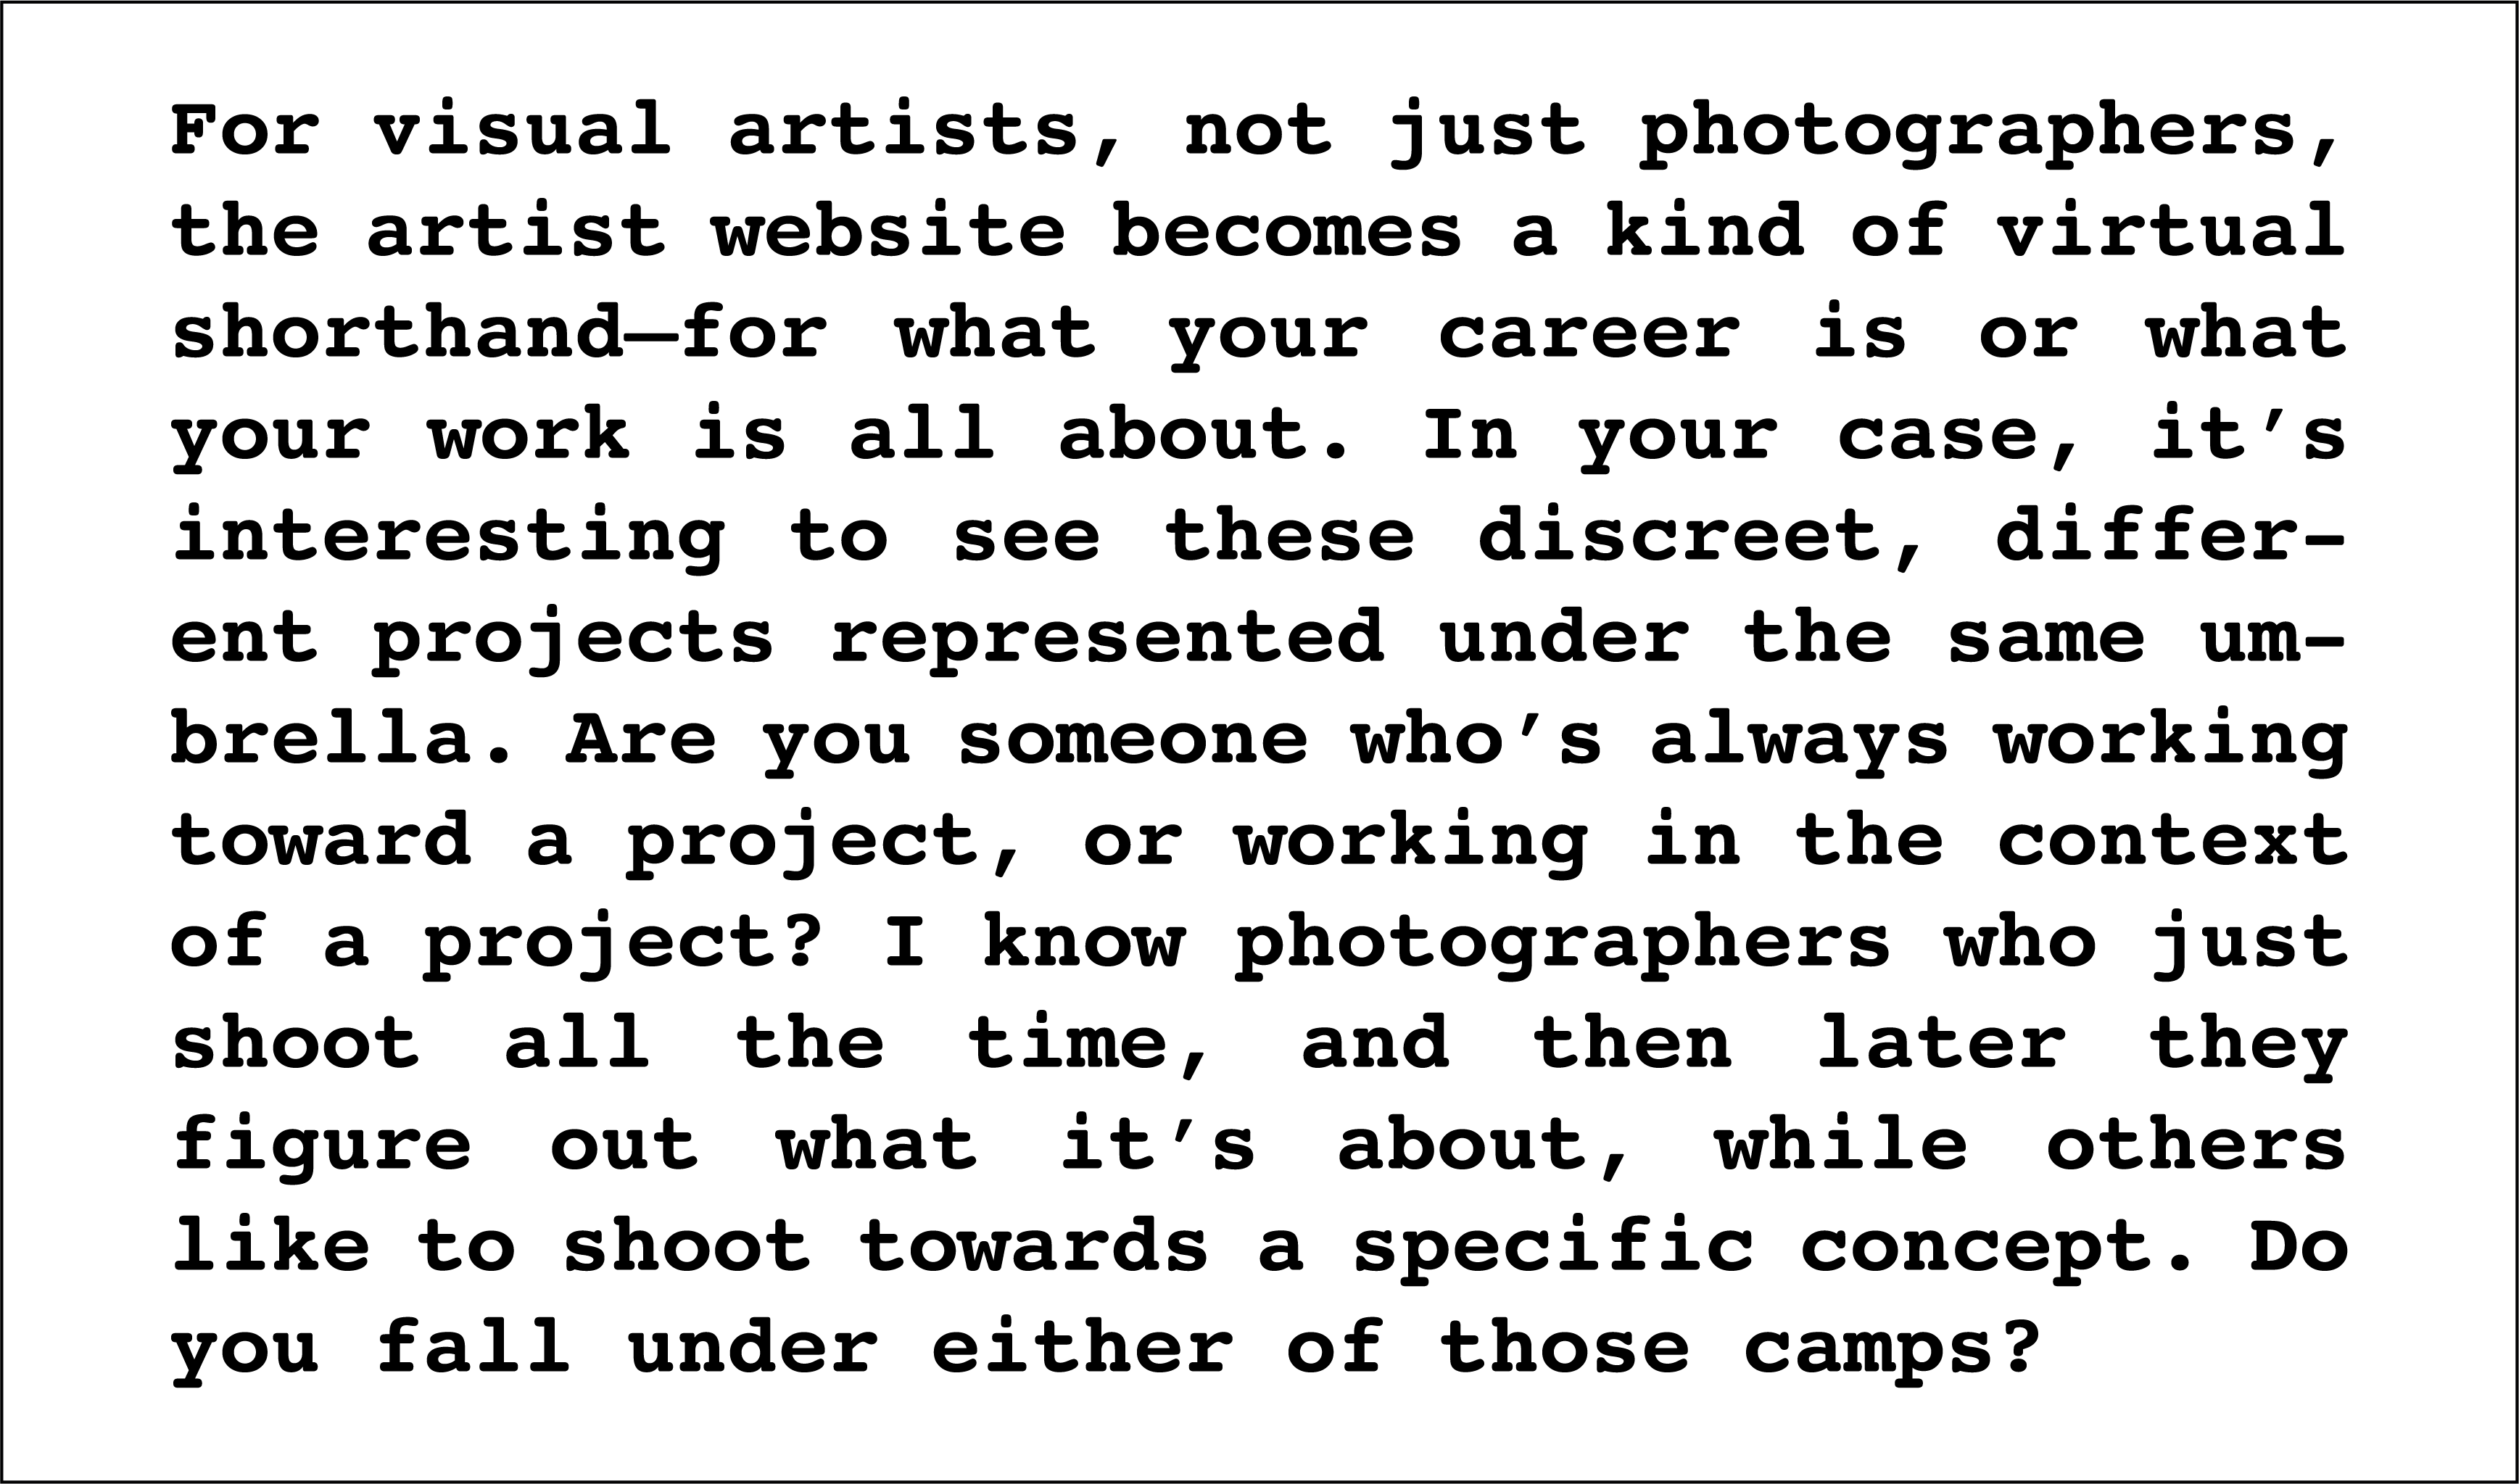 For visual artists, not just photographers,
the artist website becomes a kind of virtual
shorthand—for what your career is or what
your work is all about. In your case, it’s
interesting to see these discreet, differ-
ent projects represented under the same um-
brella. Are you someone who’s always working
toward a project, or working in the context
of a project? I know photographers who just
shoot all the time, and then later they
figure out what it’s about, while others
like to shoot towards a specific concept. Do
you fall under either of those camps?